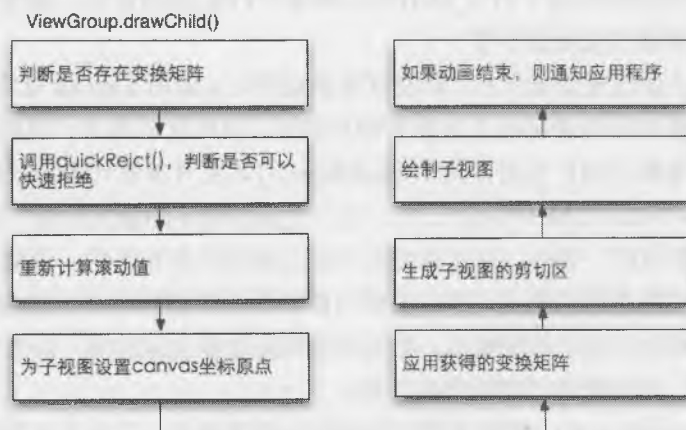 ViewGroup.drawChild()
判断是否存在变换矩阵
调用quickRejct()，判断是否可以
快速拒绝
重新计算滚动值
为子视图设置canvas坐标原点
应用获得的变换矩阵
生成子视图的剪切区
绘制子视图
如果动画结束，则通知应用程序